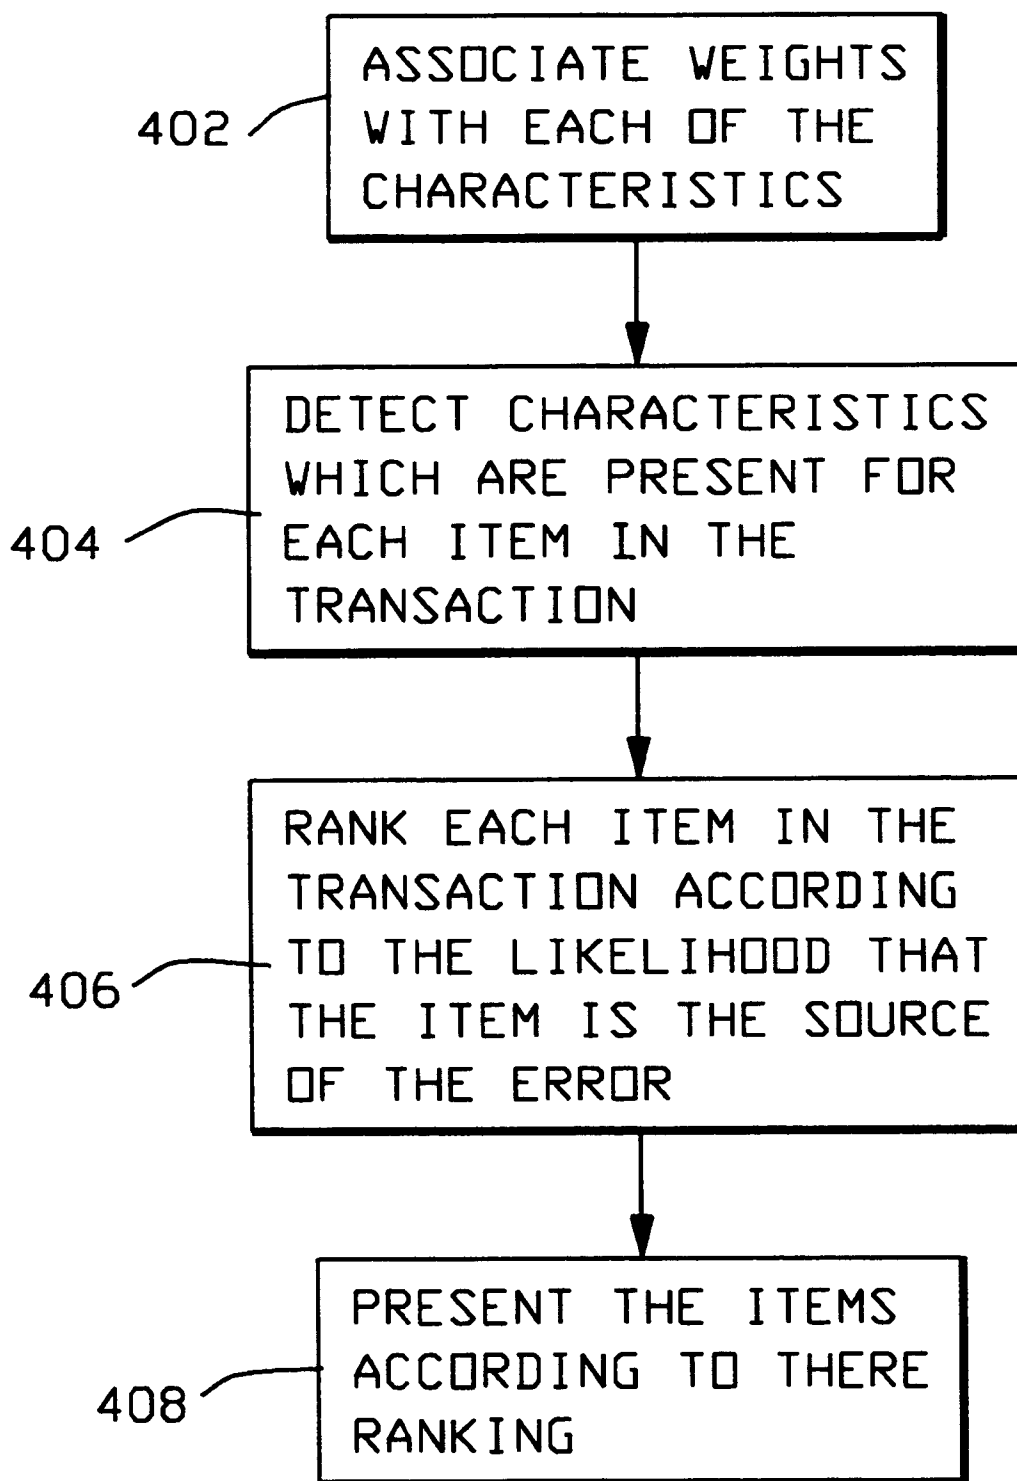 ASSOCIATE WEIGHTS
402
WITH EACH OF THE
CHARACTERISTICS
DETECT CHARACTERISTICS
WHICH ARE PRESENT FOR
404
EACH ITEM IN THE
TRANSACTION
RANK EACH ITEM IN THE
TRANSACTION ACCORDING
TO THE LIKELIHOOD THAT
406
THE ITEM IS THE SOURCE
OF THE ERROR
PRESENT THE ITEMS
ACCORDING TO THERE
408
RANKING